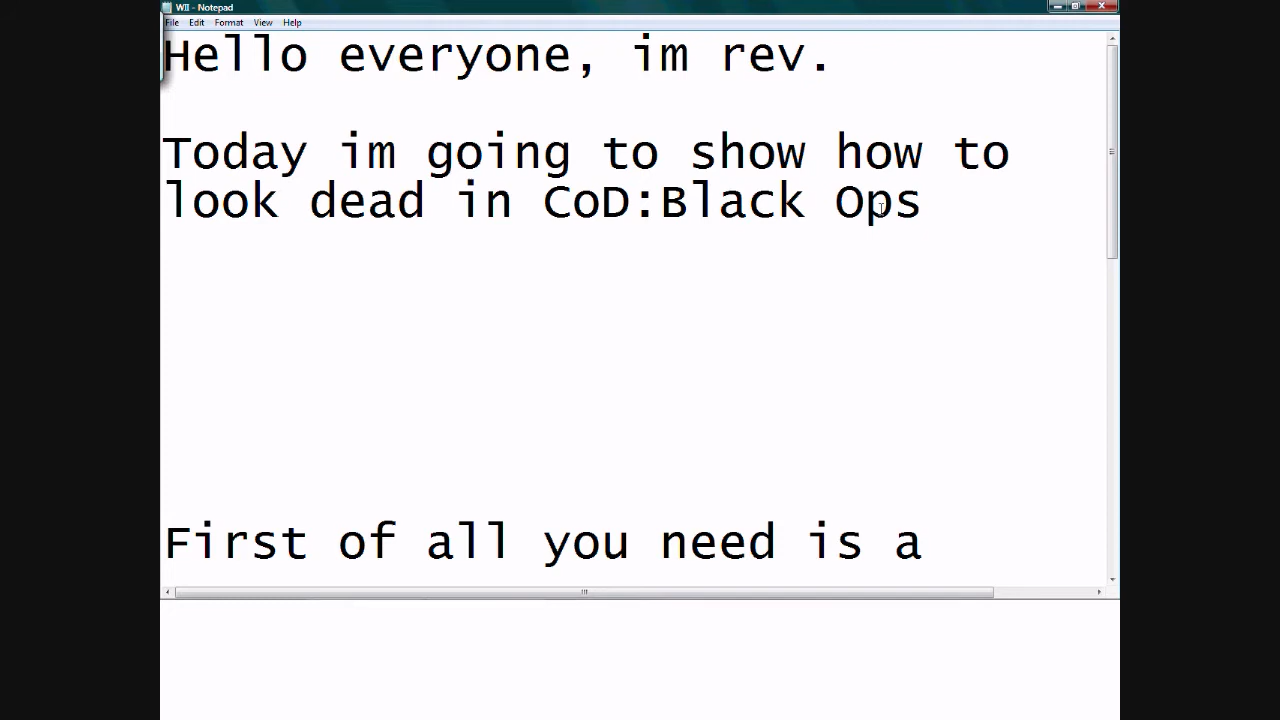 WII - Notepad
File Edit Format View Help
Hello everyone, im rev.
Today im going to show how to
look dead in CoD:Black Ops
First of all you need is a